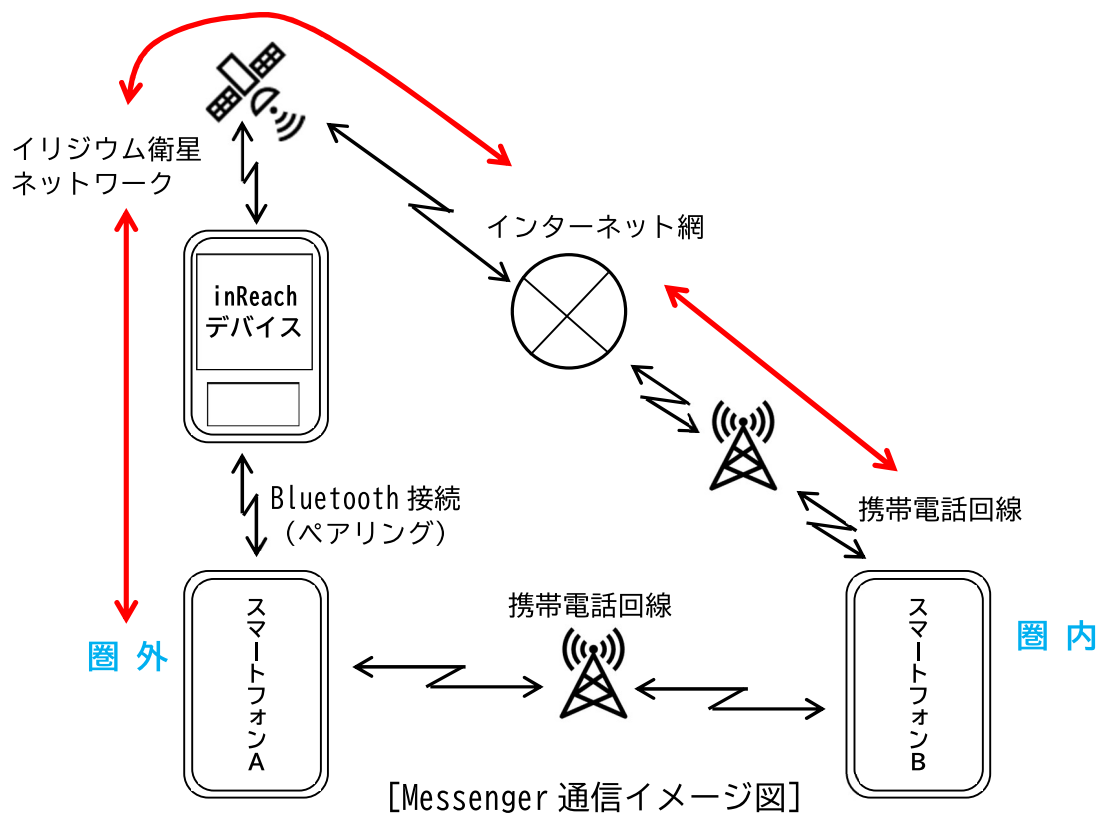 イリジウム衛星
ネットワーク
インターネット網
inReach
デバイス
Bluetooth 接続
（ペアリング）
携帯電話回線
携帯電話回線
圏 外
スマートフォンA
スマートフォンB
圏 内
[Messenger 通信イメージ図]